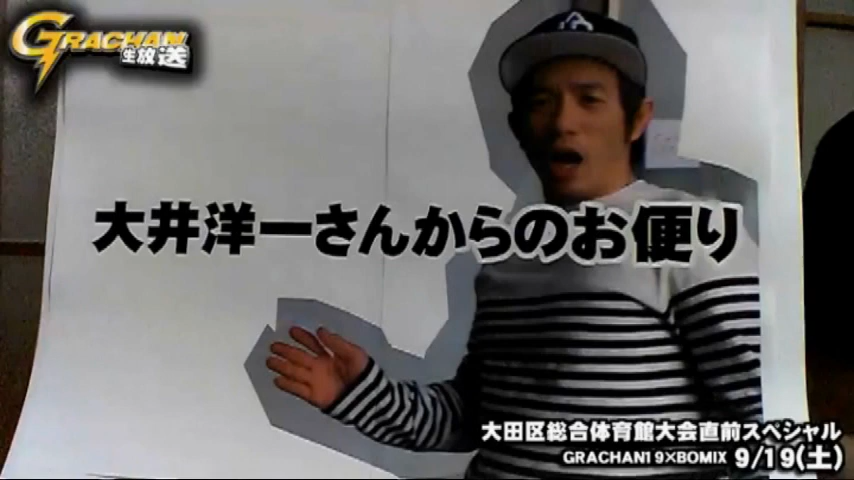 GRACHAN
生放送
大井洋一さんからのお便り
大田区総合体育館大会直前スペシャル
GRACHAN19×BOMIX 9/19(土)